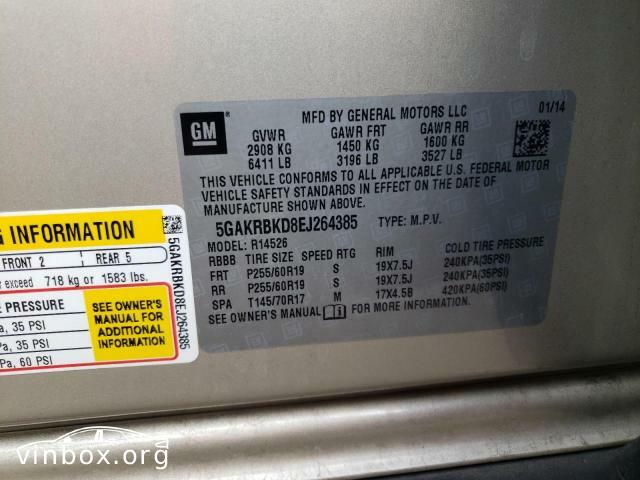 MFD BY GENERAL MOTORS LLC 01/14
GM
GVWR GAWR FRT GAWR RR
2908 KG 1450 KG 1600 KG
6411 LB 3196 LB 3527 LB
THIS VEHICLE CONFORMS TO ALL APPLICABLE U.S. FEDERAL MOTOR
VEHICLE SAFETY STANDARDS IN EFFECT ON THE DATE OF
MANUFACTURE SHOWN ABOVE.
5GAKRBKD8EJ264385 TYPE: M.P.V.
MODEL: R14526
RBBB TIRE SIZE SPEED RTG RIM COLD TIRE PRESSURE
FRT P255/60R19 S 19X7.5J 240KPA(35PSI)
RR P255/60R19 S 19X7.5J 240KPA(35PSI)
SPA T145/70R17 M 17X4.5B 420KPA(60PSI)
SEE OWNER'S MANUAL FOR MORE INFORMATION.
G INFORMATION
FRONT 2 REAR 5
exceed 718 kg or 1583 lbs.
E PRESSURE
a, 35 PSI
Pa, 35 PSI
Pa, 60 PSI
SEE OWNER'S
MANUAL FOR
ADDITIONAL
INFORMATION
5GAKRBKD8EJ264385
vinbox.org